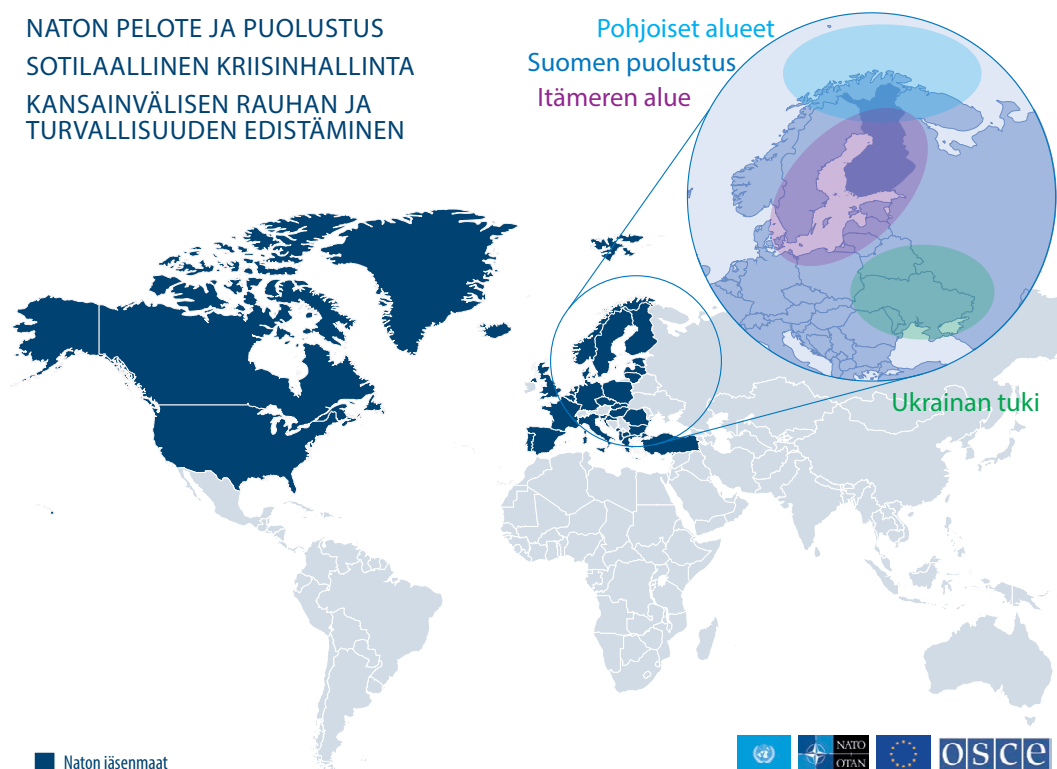 NATON PELOTE JA PUOLUSTUS
SOTILAALLINEN KRIISINHALLINTA
KANSAINVÄLISEN RAUHAN JA
TURVALLISUUDEN EDISTÄMINEN
Pohjoiset alueet
Suomen puolustus
Itämeren alue
Ukrainan tuki
Naton jäsenmaat
NATO
OTAN
OSCE